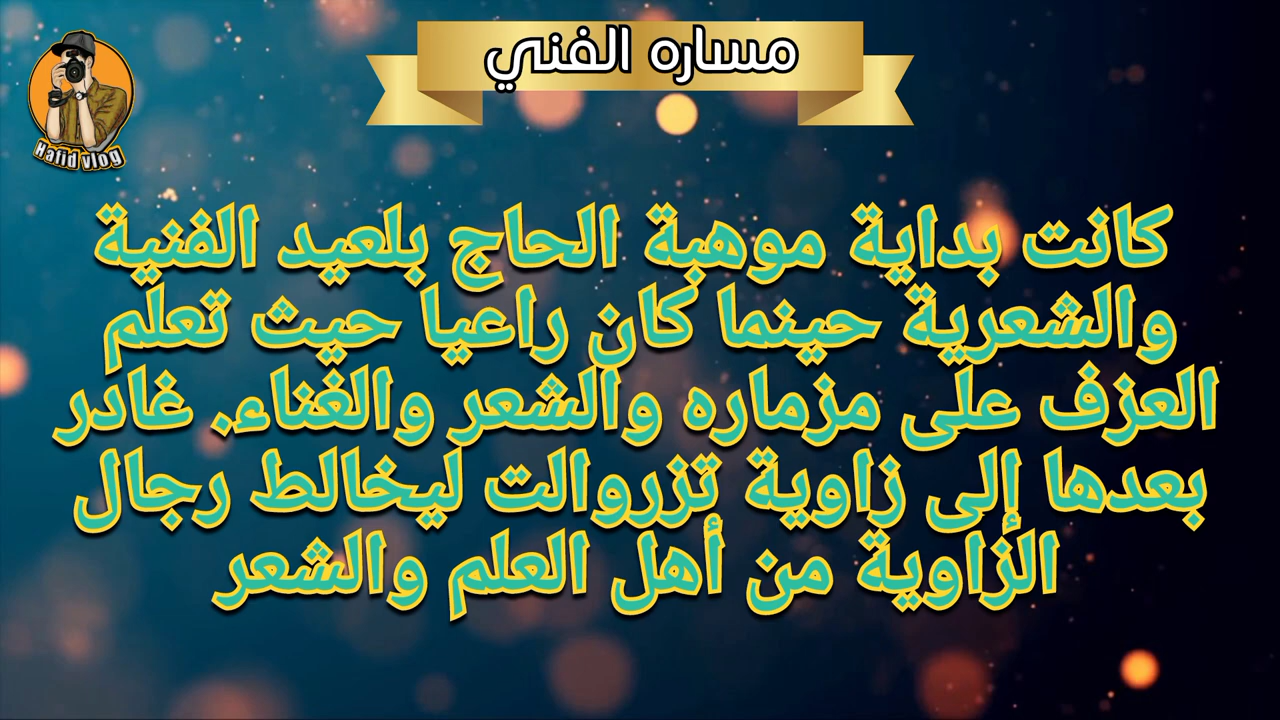 مساره الفني
Hafid vlog
كانت بداية موهبة الحاج بلعيد الفنية
والشعرية حينما كان راعيا حيث تعلم
العزف على مزماره والشعر والغناء. غادر
بعدها إلى زاوية تزروالت ليخالط رجال
الزاوية من أهل العلم والشعر